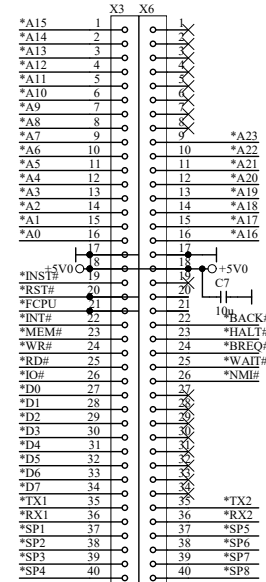 X3 X6
*A15 1 1
*A14 2 2
*A13 3 3
*A12 4 4
*A11 5 5
*A10 6 6
*A9 7 7
*A8 8 8
*A7 9 9 *A23
*A6 10 10 *A22
*A5 11 11 *A21
*A4 12 12 *A20
*A3 13 13 *A19
*A2 14 14 *A18
*A1 15 15 *A17
*A0 16 16 *A16
17 17
+5V0 18 18 +5V0
*INST# 19 19
*RST# 20 20 C7
*FCPU 21 21 10u
*INT# 22 22 *BACK#
*MEM# 23 23 *HALT#
*WR# 24 24 *BREQ#
*RD# 25 25 *WAIT#
*IO# 26 26 *NMI#
*D0 27 27
*D1 28 28
*D2 29 29
*D3 30 30
*D4 31 31
*D5 32 32
*D6 33 33
*D7 34 34
*TX1 35 35 *TX2
*RX1 36 36 *RX2
*SP1 37 37 *SP5
*SP2 38 38 *SP6
*SP3 39 39 *SP7
*SP4 40 40 *SP8